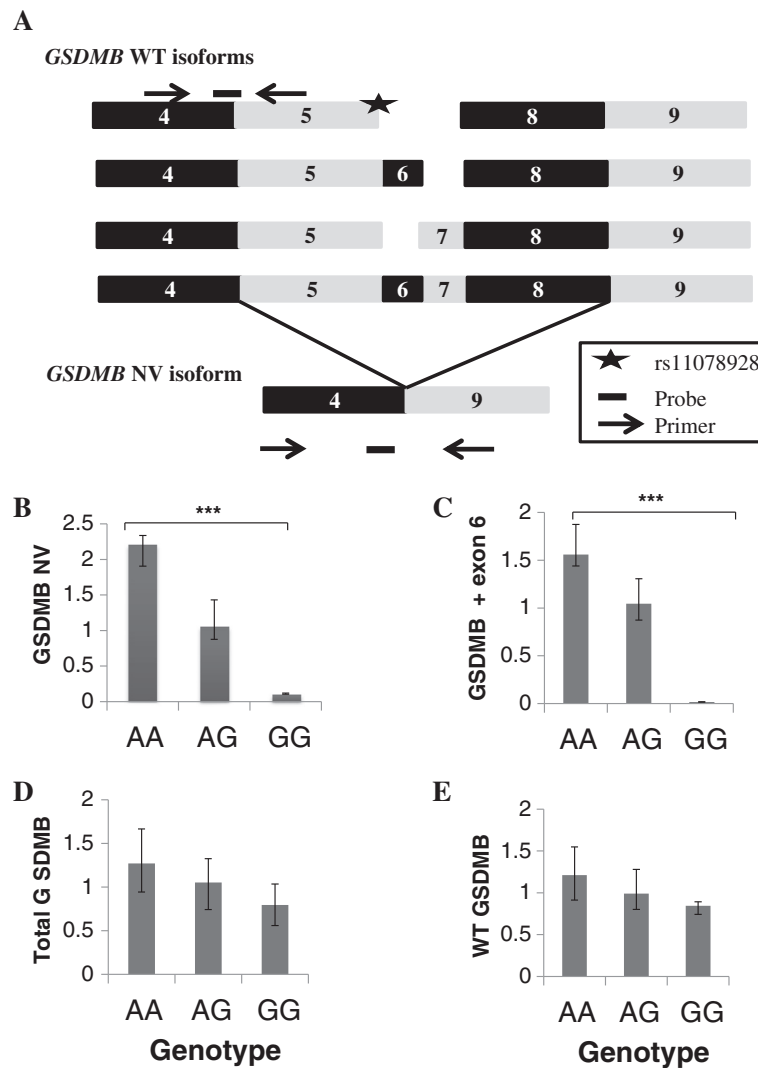 A
GSDMB WT isoforms
4 5 8 9
4 5 6 8 9
4 5 7 8 9
4 5 6 7 8 9
GSDMB NV isoform
4 9
rs11078928
Probe
Primer
B
***
GSDMB NV
2.5
2
1.5
1
0.5
0
AA AG GG
C
***
GSDMB + exon 6
2
1.5
1
0.5
0
AA AG GG
D
Total G SDMB
2
1.5
1
0.5
0
AA AG GG
Genotype
E
WT GSDMB
2
1.5
1
0.5
0
AA AG GG
Genotype